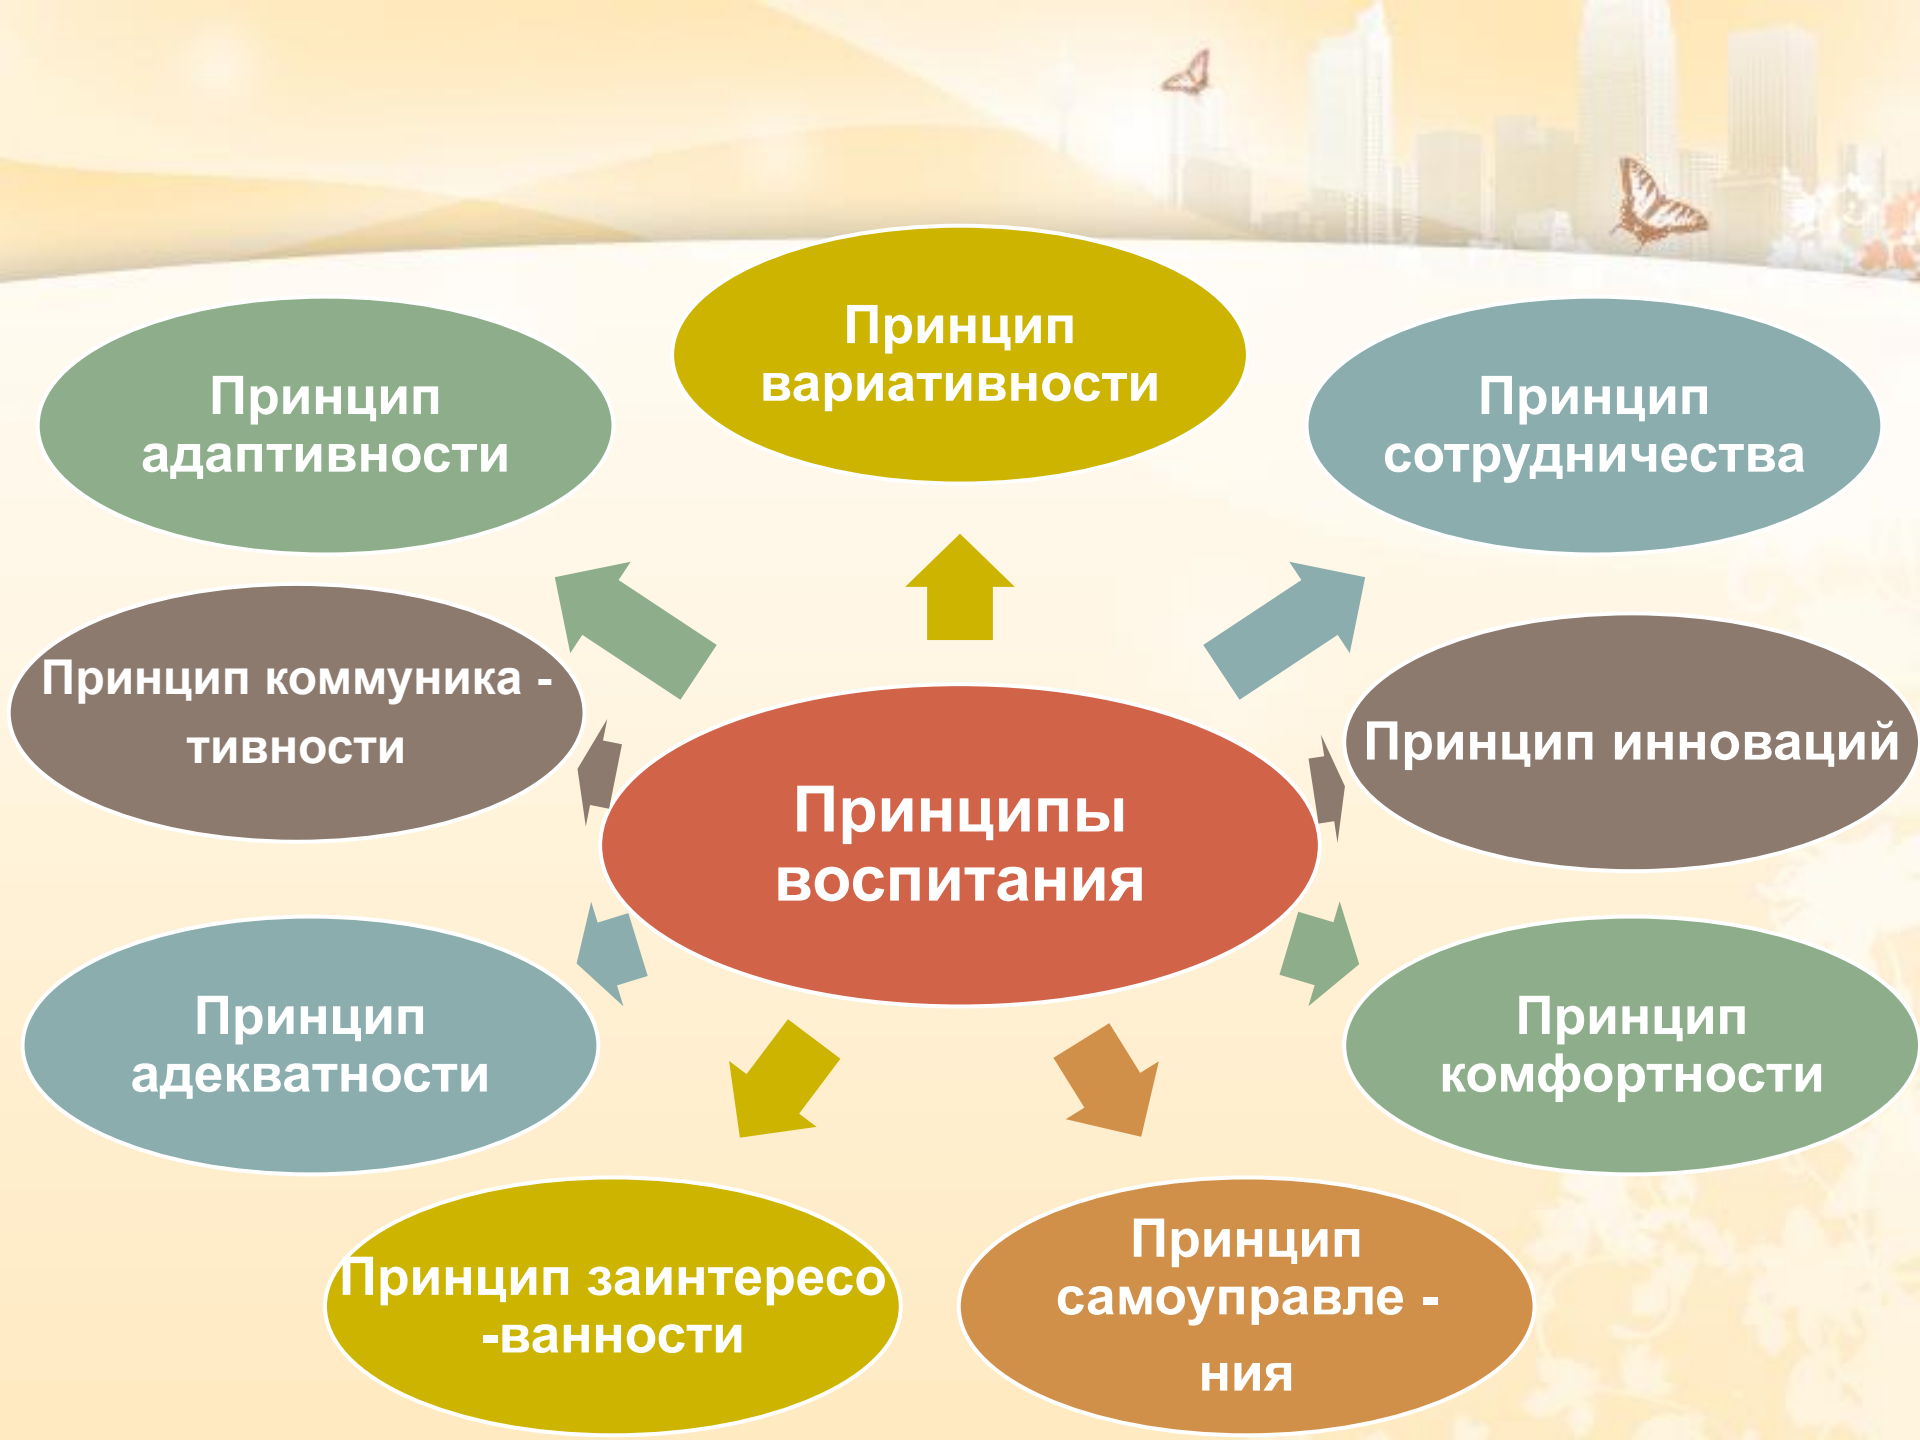 Принцип
вариативности
Принцип
адаптивности
Принцип
сотрудничества
Принцип коммуника -
тивности
Принцип инноваций
Принципы
воспитания
Принцип
адекватности
Принцип
комфортности
Принцип заинтересо
-ванности
Принцип
самоуправле -
ния